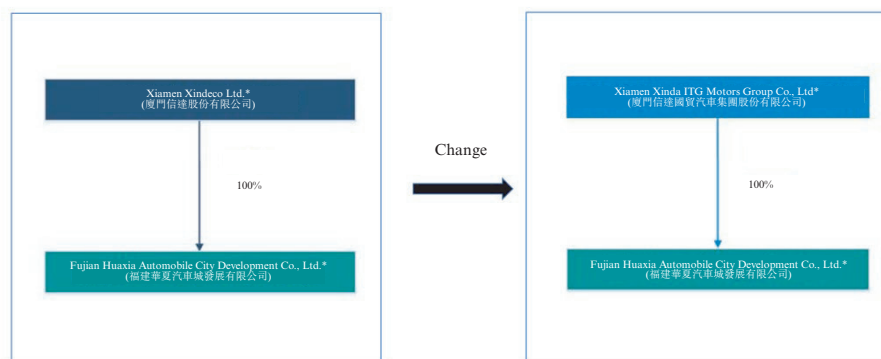 Xiamen Xindeco Ltd.*
(廈門信達股份有限公司)
100%
Fujian Huaxia Automobile City Development Co., Ltd.*
(福建華夏汽車城發展有限公司)
Change
Xiamen Xinda ITG Motors Group Co., Ltd*
(廈門信達國貿汽車集團股份有限公司)
100%
Fujian Huaxia Automobile City Development Co., Ltd.*
(福建華夏汽車城發展有限公司)